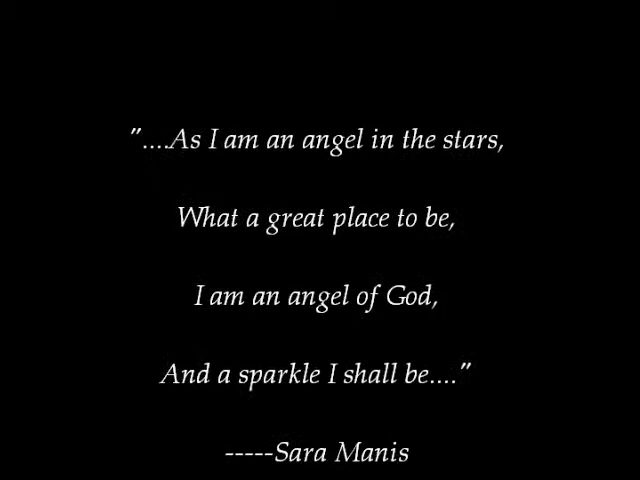 "....As I am an angel in the stars,
What a great place to be,
I am an angel of God,
And a sparkle I shall be...."
-----Sara Manis